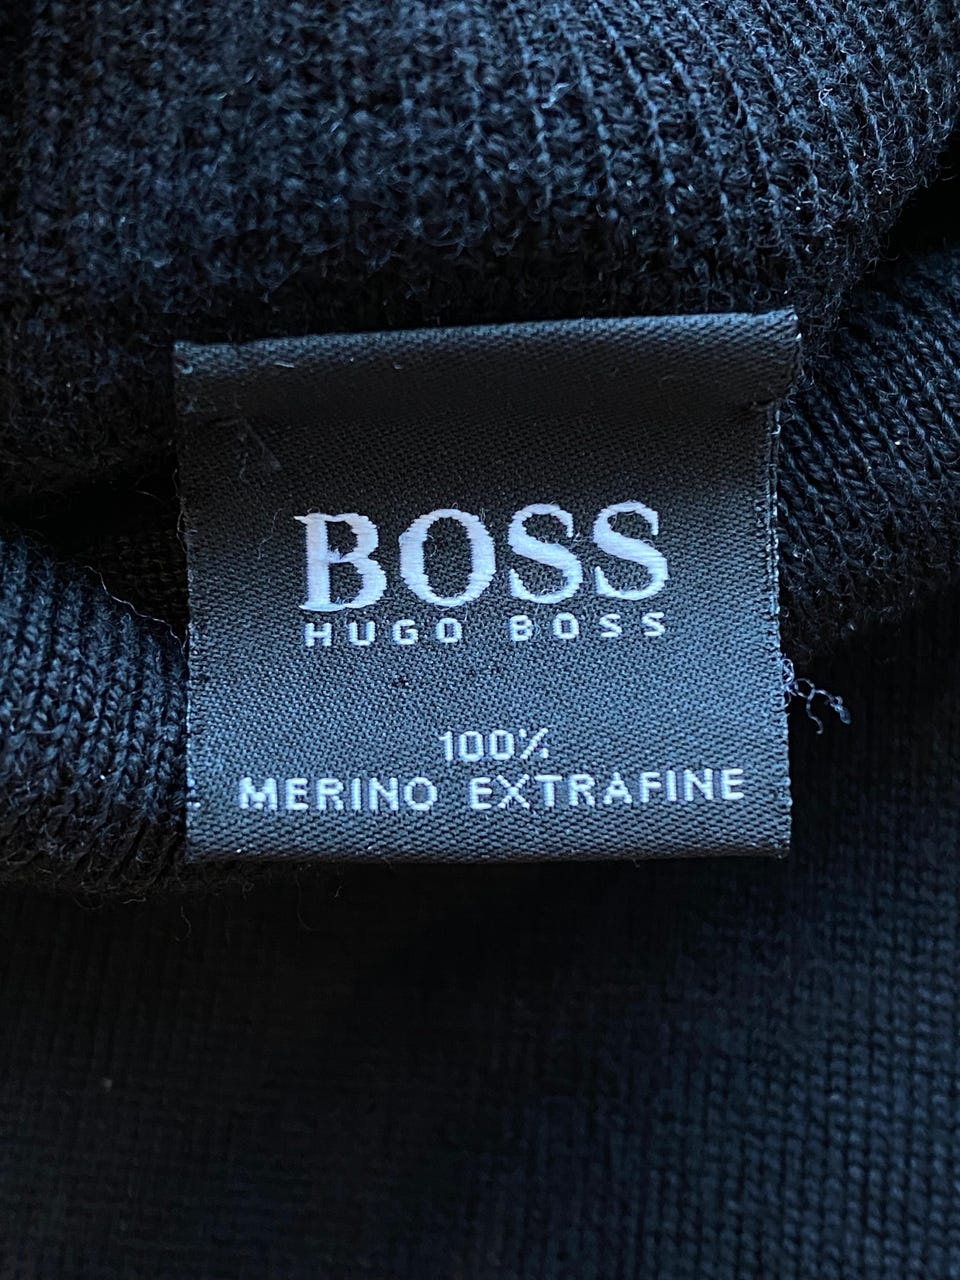 BOSS
HUGO BOSS
100%
MERINO EXTRAFINE